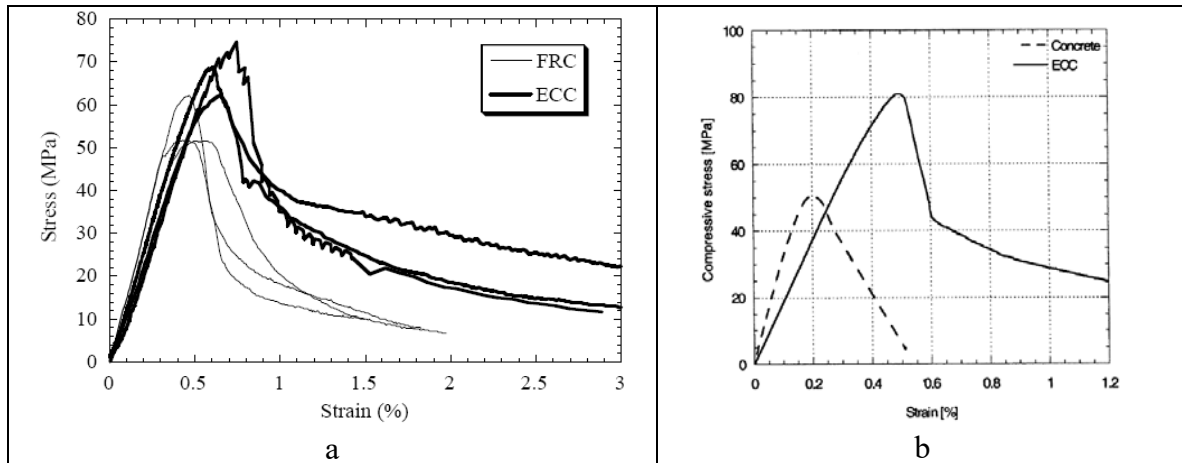 80
70
60
50
40
30
20
10
0
Stress (MPa)
FRC
ECC
0 0.5 1 1.5 2 2.5 3
Strain (%)
a
100
80
60
40
20
0
Compressive stress [MPa]
Concrete
ECC
0 0.2 0.4 0.6 0.8 1 1.2
Strain [%]
b